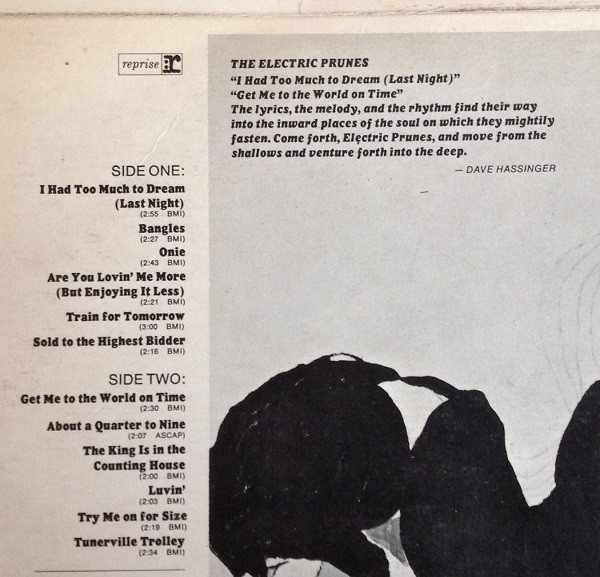 reprise :R
THE ELECTRIC PRUNES
“I Had Too Much to Dream (Last Night)”
“Get Me to the World on Time”
The lyrics, the melody, and the rhythm find their way
into the inward places of the soul on which they mightily
fasten. Come forth, Electric Prunes, and move from the
shallows and venture forth into the deep.
— DAVE HASSINGER
SIDE ONE:
I Had Too Much to Dream
(Last Night)
(2:55 BMI)
Bangles
(2:27 BMI)
Onie
(2:43 BMI)
Are You Lovin’ Me More
(But Enjoying It Less)
(2:21 BMI)
Train for Tomorrow
(3:00 BMI)
Sold to the Highest Bidder
(2:16 BMI)
SIDE TWO:
Get Me to the World on Time
(2:30 BMI)
About a Quarter to Nine
(2:07 ASCAP)
The King Is in the
Counting House
(2:00 BMI)
Luvin’
(2:03 BMI)
Try Me on for Size
(2:19 BMI)
Tunerville Trolley
(2:34 BMI)